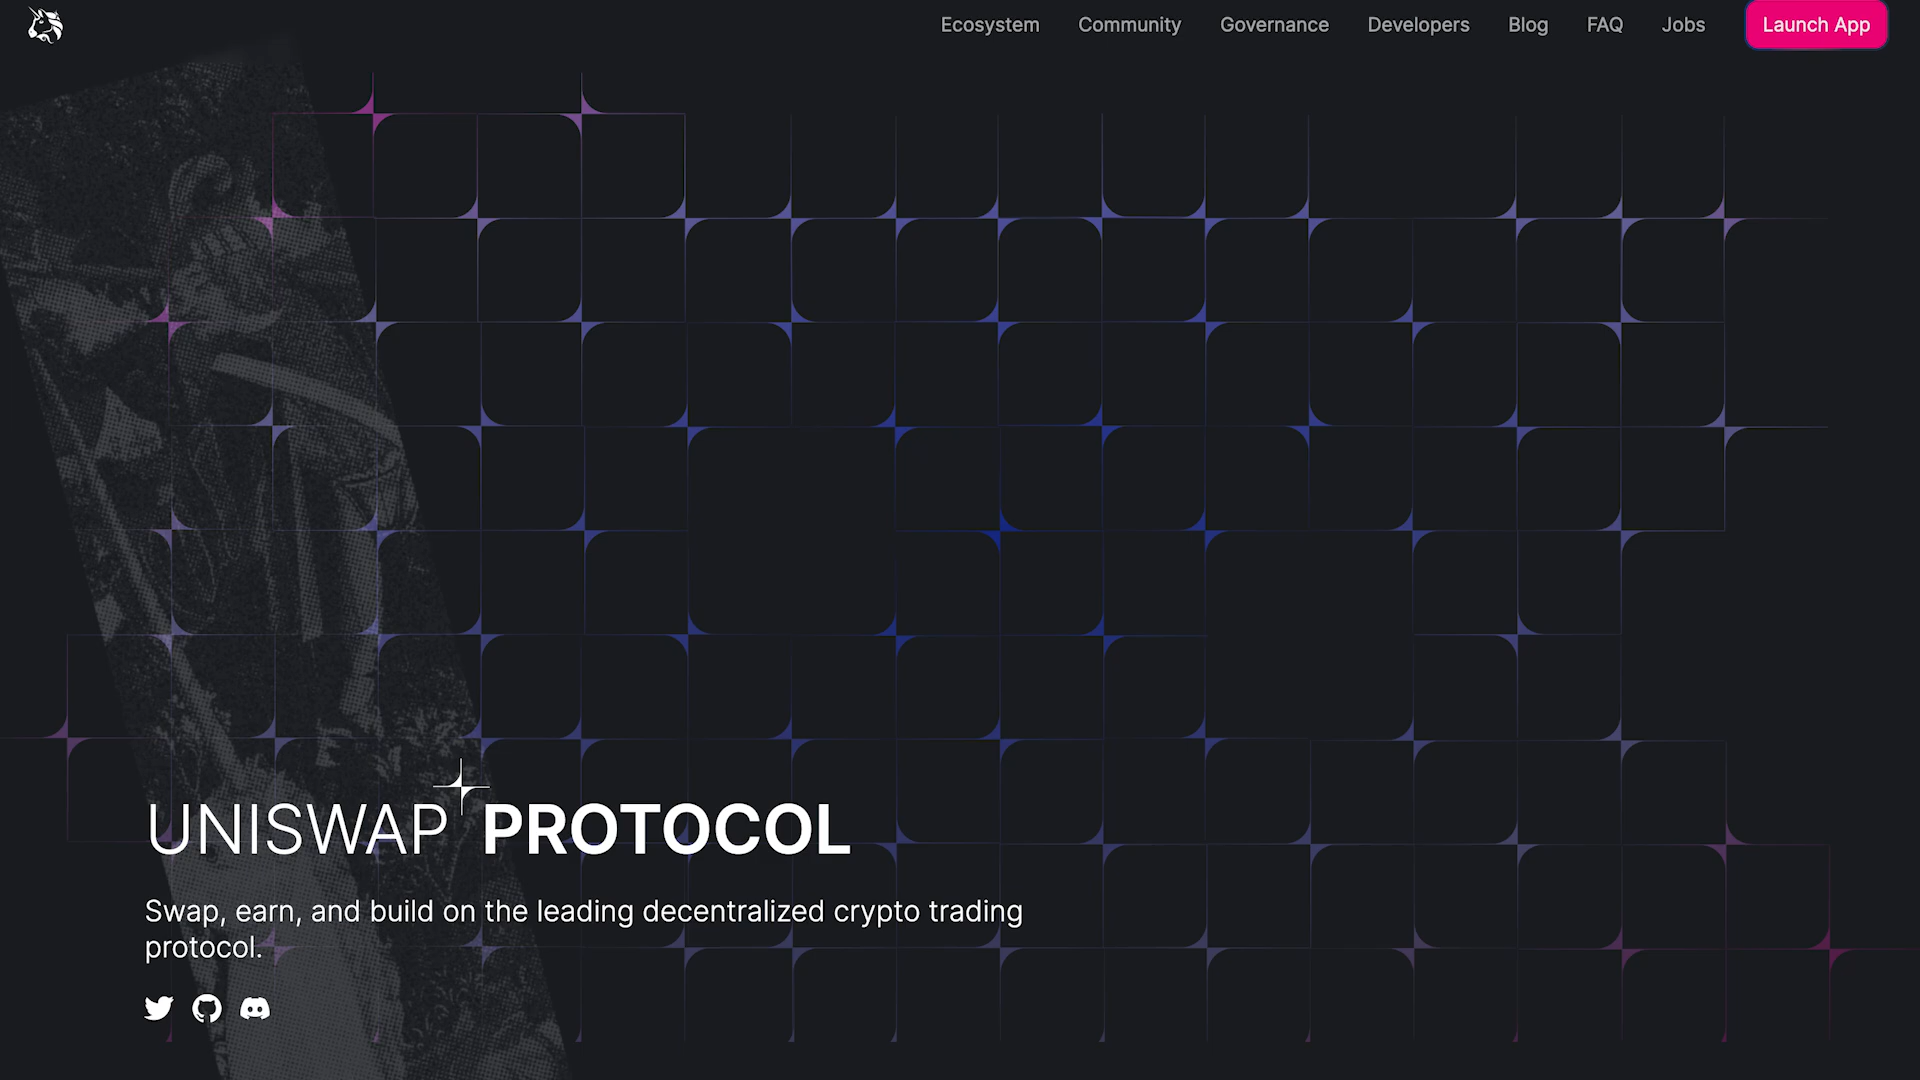 Ecosystem Community Governance Developers Blog FAQ Jobs Launch App
UNISWAP PROTOCOL
Swap, earn, and build on the leading decentralized crypto trading
protocol.